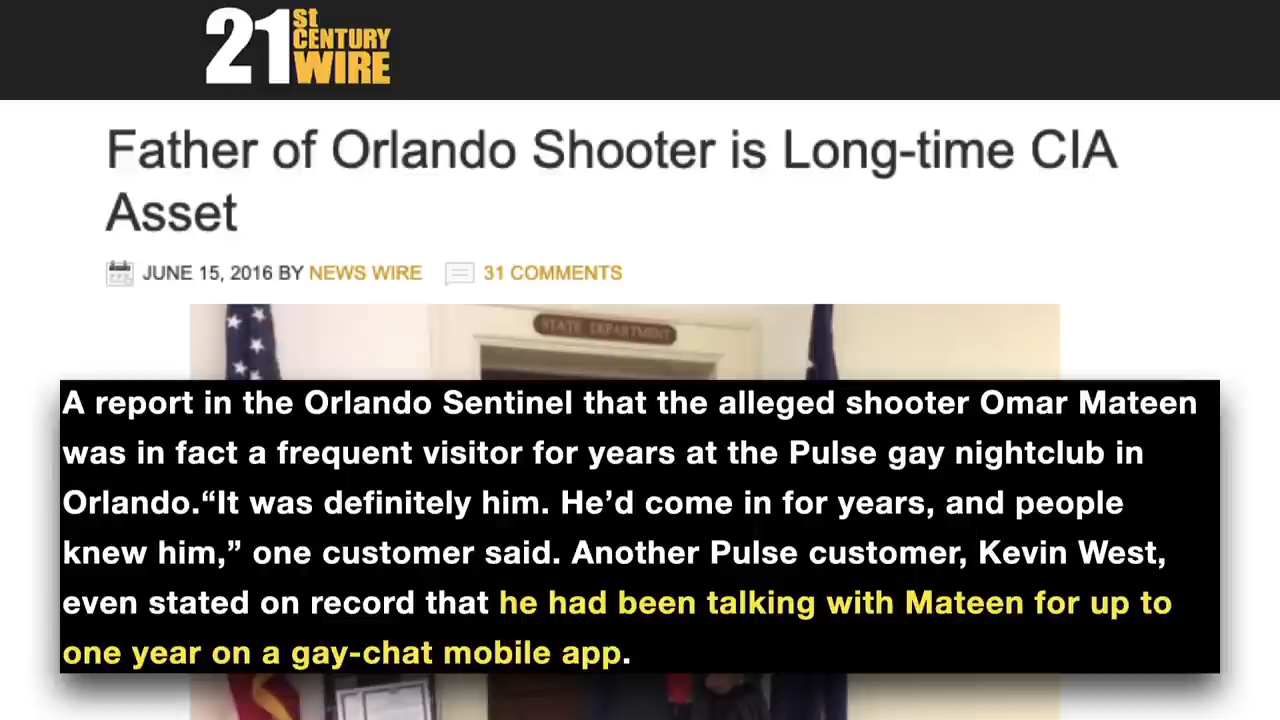 21st CENTURY WIRE
Father of Orlando Shooter is Long-time CIA
Asset
JUNE 15, 2016 BY NEWS WIRE 31 COMMENTS
STATE DEPARTMENT
A report in the Orlando Sentinel that the alleged shooter Omar Mateen
was in fact a frequent visitor for years at the Pulse gay nightclub in
Orlando.“It was definitely him. He’d come in for years, and people
knew him,” one customer said. Another Pulse customer, Kevin West,
even stated on record that he had been talking with Mateen for up to
one year on a gay-chat mobile app.